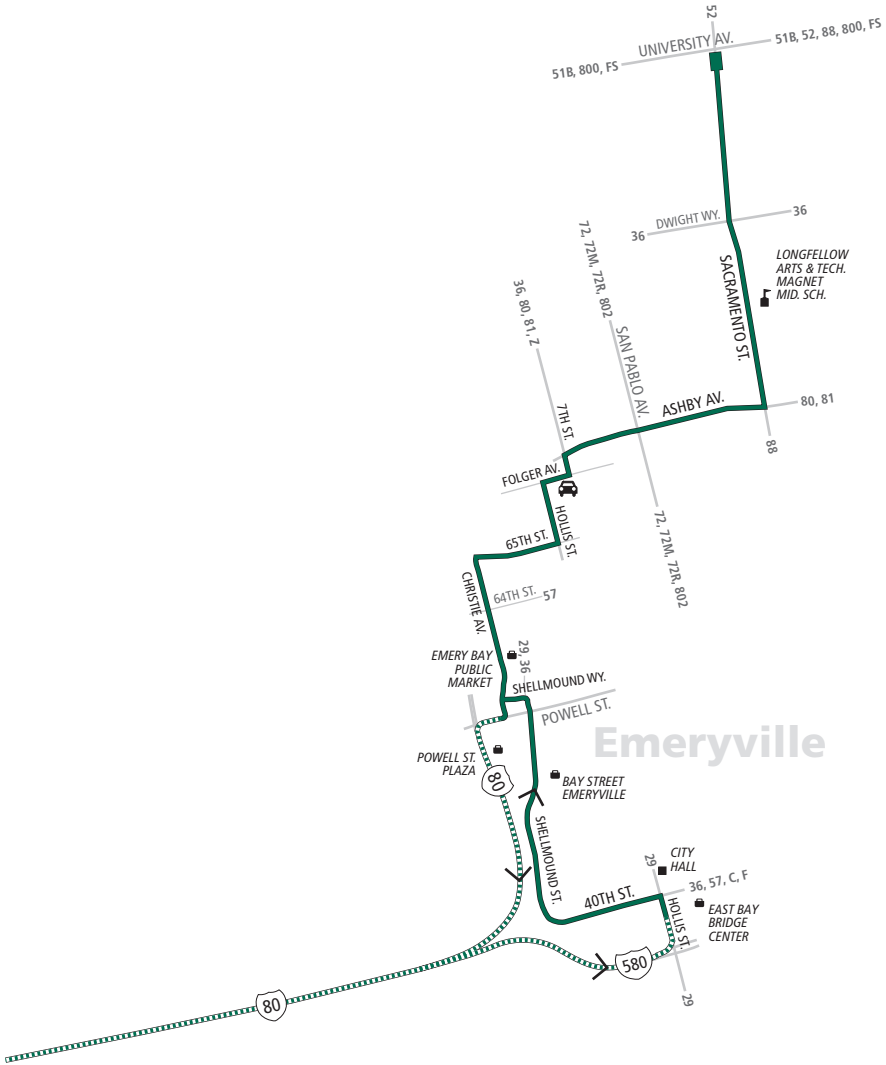 52
UNIVERSITY AV.
51B, 52, 88, 800, FS
51B, 800, FS
DWIGHT WY.
36
36
72, 72M, 72R, 802
SACRAMENTO ST.
LONGFELLOW
ARTS & TECH.
MAGNET
MID. SCH.
36, 80, 81, Z
SAN PABLO AV.
ASHBY AV.
80, 81
7TH ST.
88
FOLGER AV.
HOLLIS ST.
72, 72M, 72R, 802
65TH ST.
CHRISTIE AV.
64TH ST.
57
29, 36
EMERY BAY
PUBLIC
MARKET
SHELLMOUND WY.
POWELL ST.
Emeryville
POWELL ST.
PLAZA
80
BAY STREET
EMERYVILLE
SHELLMOUND ST.
29
CITY
HALL
36, 57, C, F
40TH ST.
HOLLIS ST.
EAST BAY
BRIDGE
CENTER
580
80
29